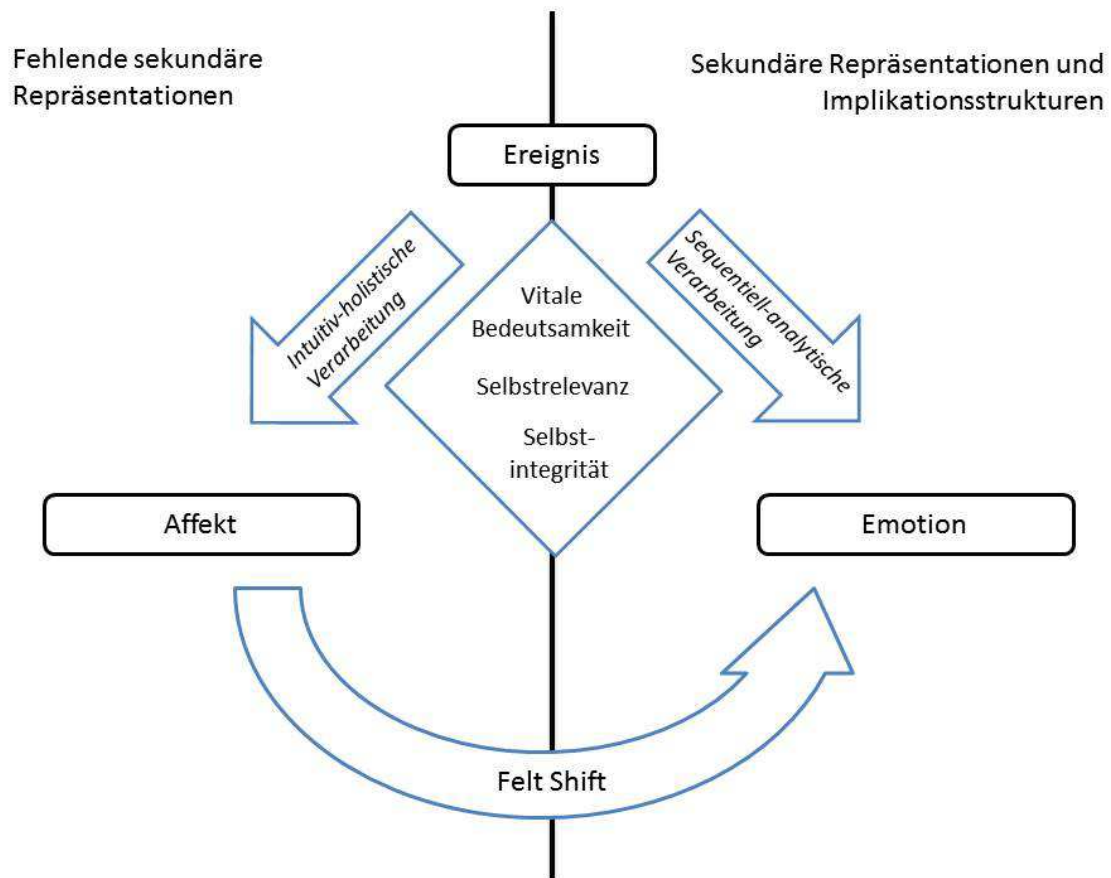 Fehlende sekundäre
Repräsentationen
Sekundäre Repräsentationen und
Implikationsstrukturen
Ereignis
Intuitiv-holistische
Verarbeitung
Vitale
Bedeutsamkeit
Selbstrelevanz
Selbst-
integrität
Sequentiell-analytische
Verarbeitung
Affekt
Emotion
Felt Shift